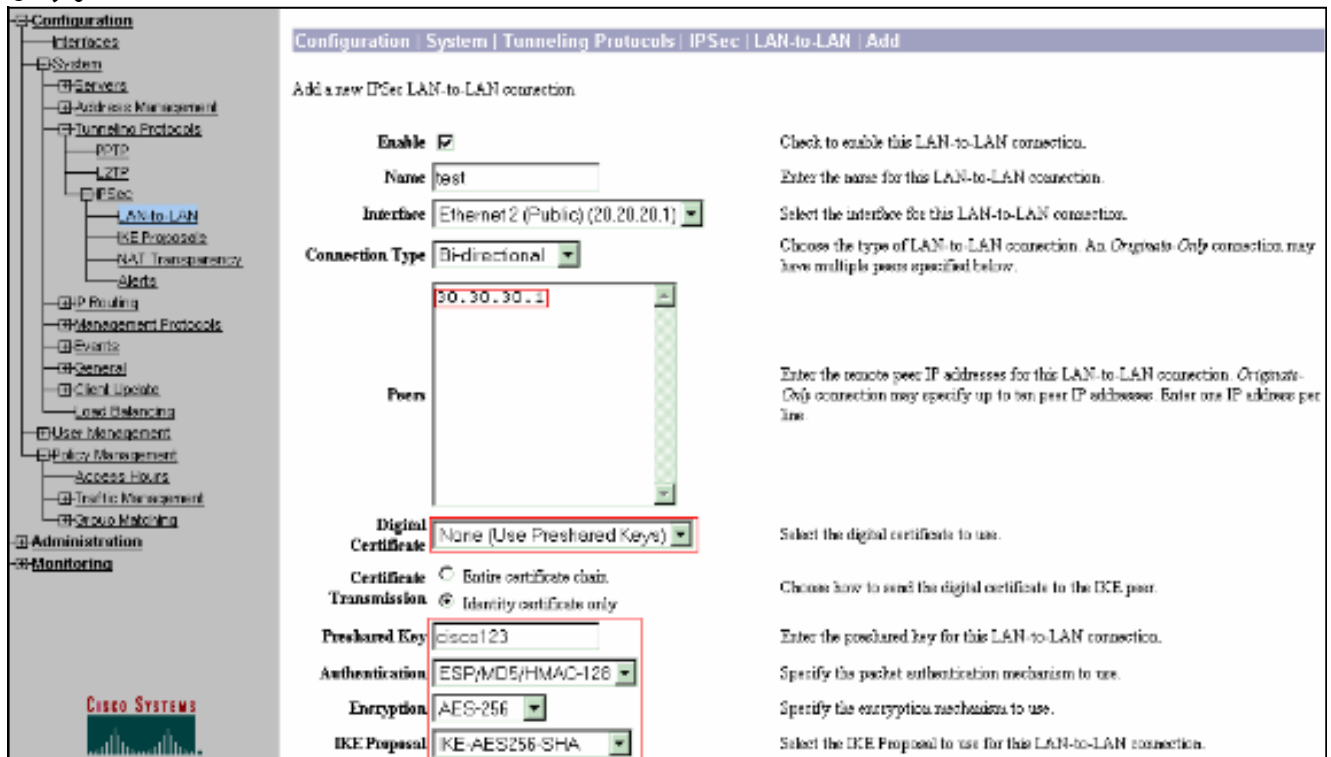 Configuration
Interfaces
System
Servers
Address Management
Tunneling Protocols
PPTP
L2TP
IPSec
LAN-to-LAN
IKE Proposals
NAT Transparency
Alerts
IP Routing
Management Protocols
Events
General
Client Update
Load Balancing
User Management
Policy Management
Access Hours
Traffic Management
Group Matching
Administration
Monitoring
CISCO SYSTEMS
Configuration | System | Tunneling Protocols | IPSec | LAN-to-LAN | Add
Add a new IPSec LAN-to-LAN connection.
Enable Check to enable this LAN-to-LAN connection.
Name test Enter the name for this LAN-to-LAN connection.
Interface Ethernet 2 (Public) (20.20.20.1) Select the interface for this LAN-to-LAN connection.
Connection Type Bi-directional Choose the type of LAN-to-LAN connection. An Originate-Only connection may
have multiple peers specified below.
30.30.30.1
Peers Enter the remote peer IP addresses for this LAN-to-LAN connection. Originate-
Only connection may specify up to ten peer IP addresses. Enter one IP address per
line.
Digital
Certificate None (Use Preshared Keys) Select the digital certificate to use.
Certificate Entire certificate chain
Transmission Identity certificate only Choose how to send the digital certificate to the IKE peer.
Preshared Key cisco123 Enter the preshared key for this LAN-to-LAN connection.
Authentication ESP/MD5/HMAC-128 Specify the packet authentication mechanism to use.
Encryption AES-256 Specify the encryption mechanism to use.
IKE Proposal IKE-AES256-SHA Select the IKE Proposal to use for this LAN-to-LAN connection.